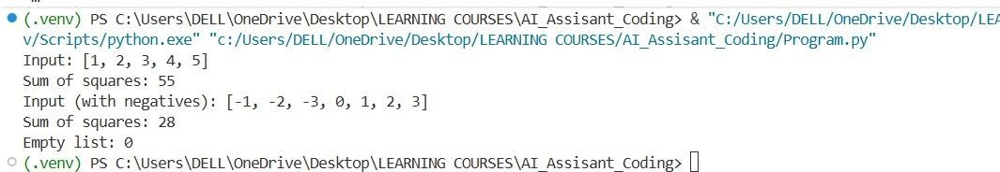 (.venv) PS C:\Users\DELL\OneDrive\Desktop\LEARNING COURSES\AI_Assisant_Coding> & "C:/Users/DELL/OneDrive/Desktop/LEA
v/Scripts/python.exe" "c:/Users/DELL/OneDrive/Desktop/LEARNING COURSES/AI_Assisant_Coding/Program.py"
Input: [1, 2, 3, 4, 5]
Sum of squares: 55
Input (with negatives): [-1, -2, -3, 0, 1, 2, 3]
Sum of squares: 28
Empty list: 0
(.venv) PS C:\Users\DELL\OneDrive\Desktop\LEARNING COURSES\AI_Assisant_Coding>